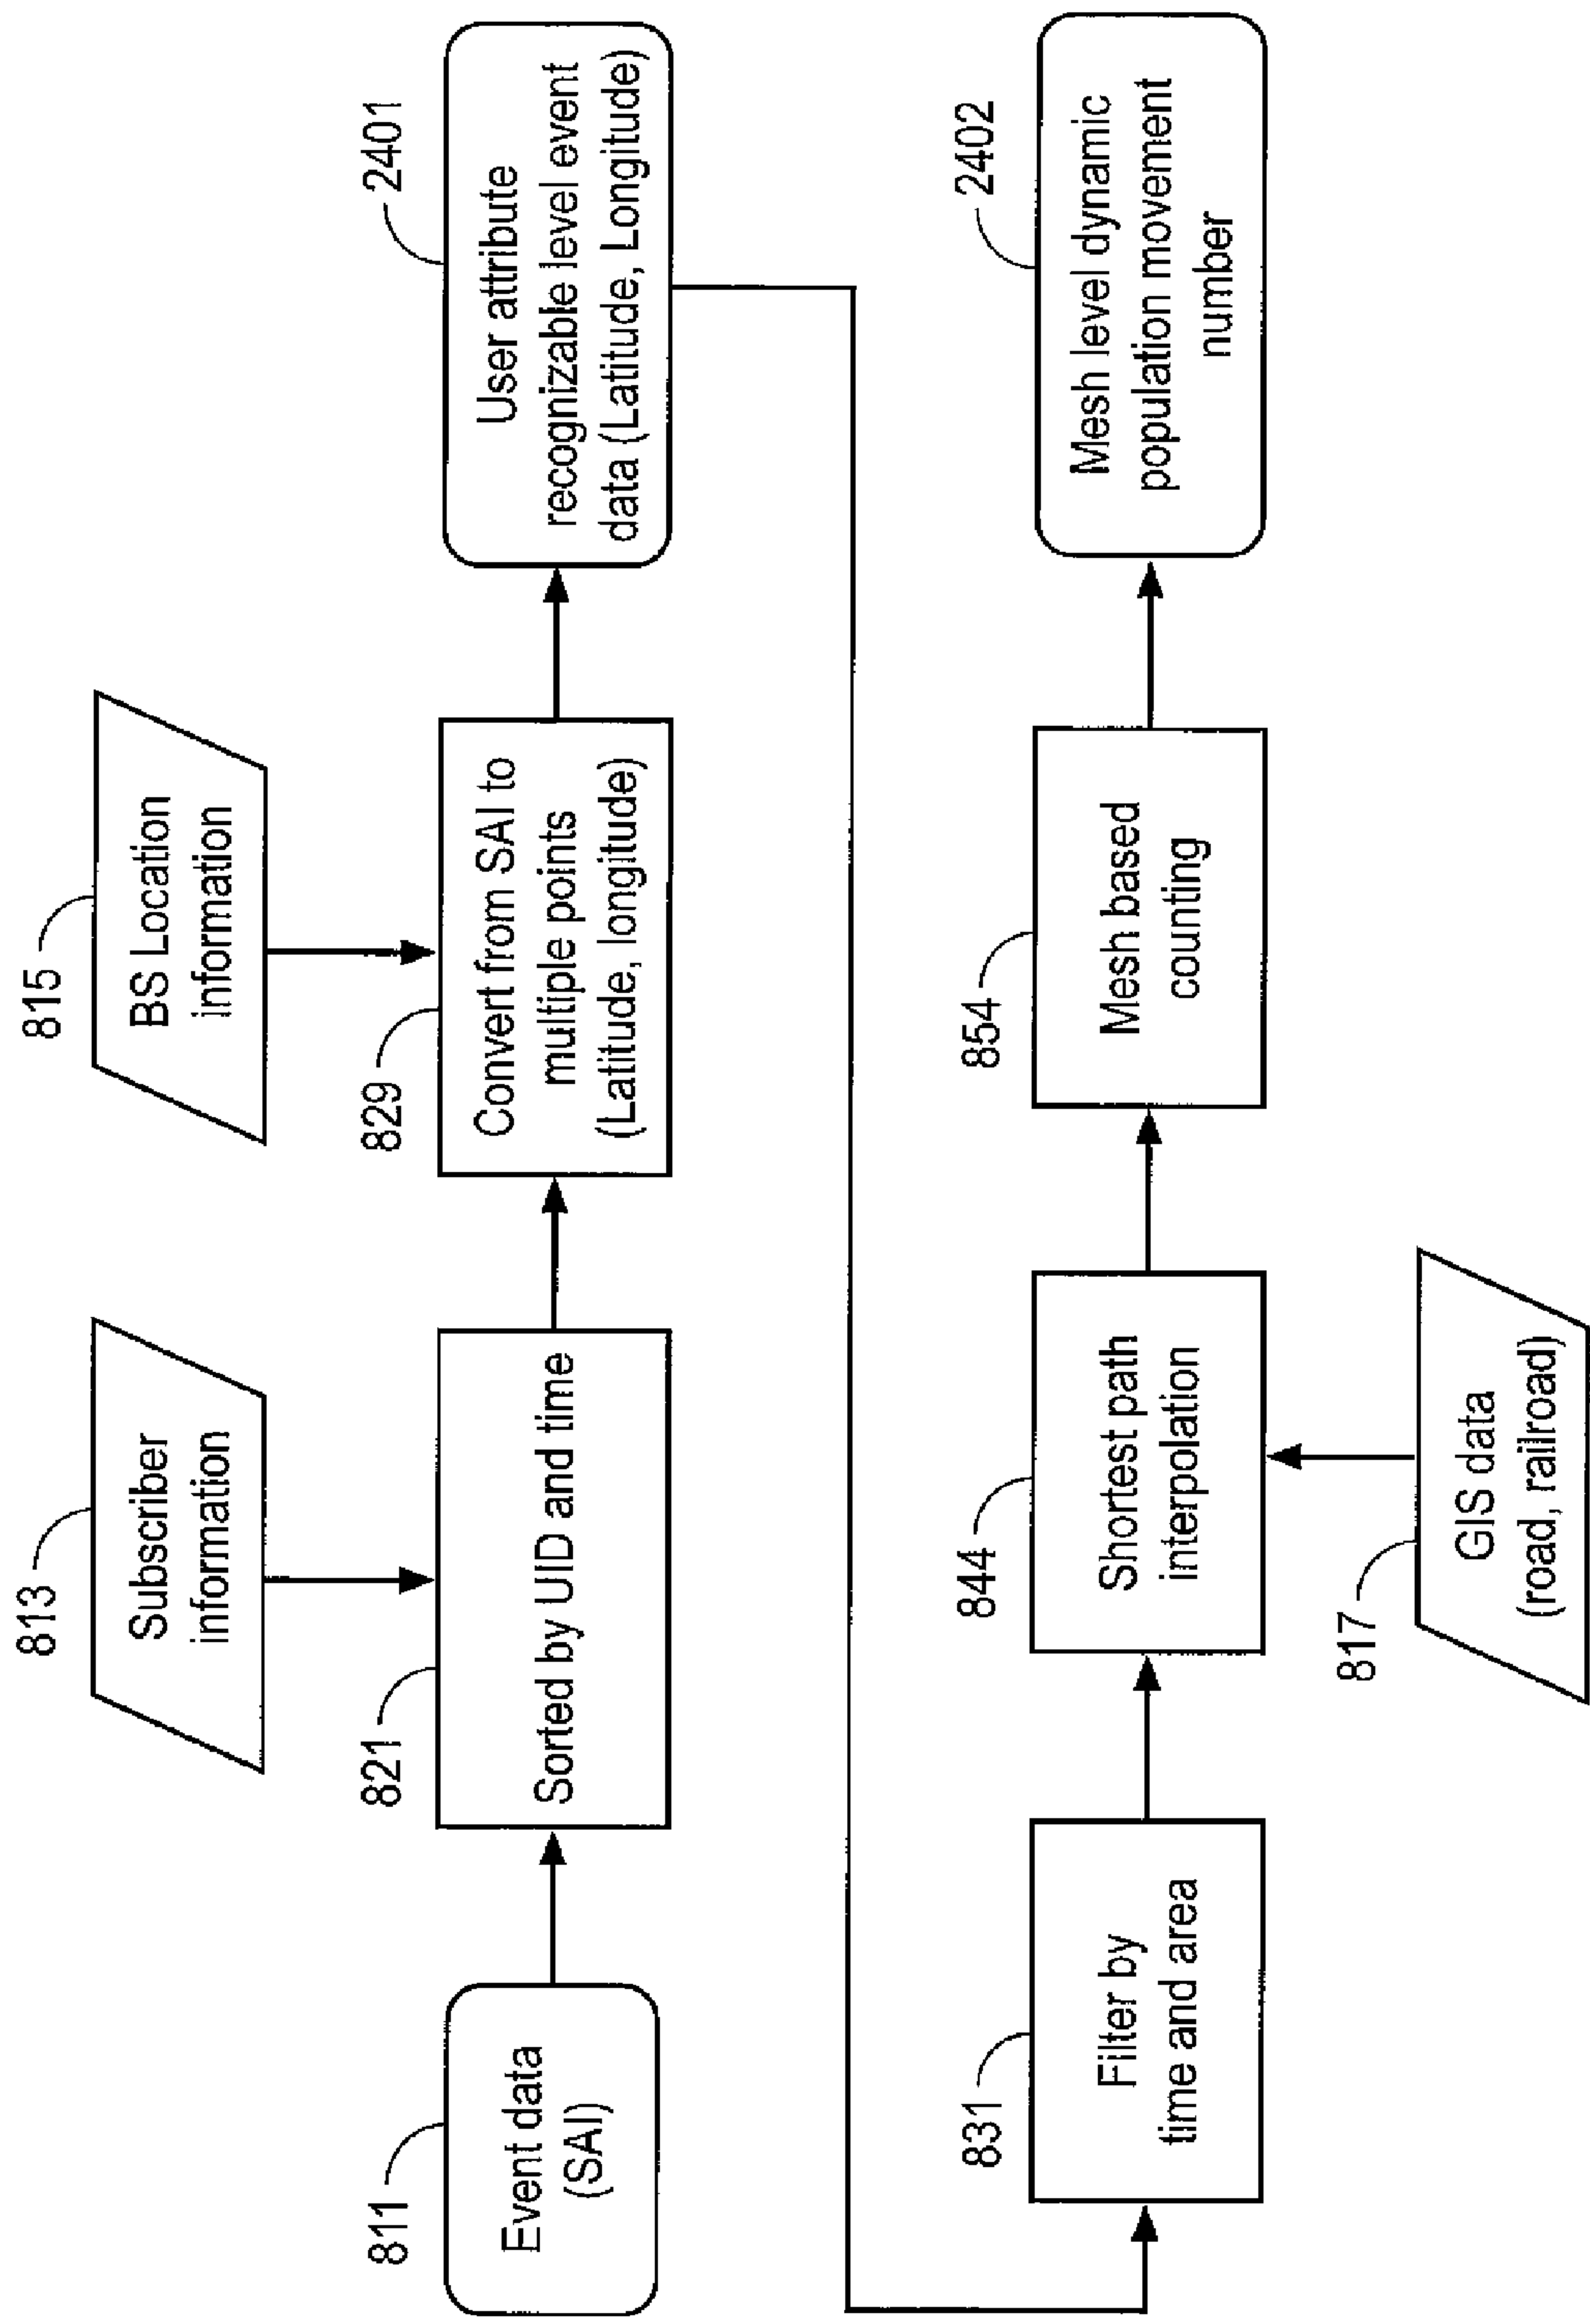 813
Subscriber
information
815
BS Location
information
811
Event data
(SAI)
821
Sorted by UID and time
829
Convert from SAI to
multiple points
(Latitude, longitude)
2401
User attribute
recognizable level event
data (Latitude, Longitude)
831
Filter by
time and area
844
Shortest path
interpolation
854
Mesh based
counting
2402
Mesh level dynamic
population movement
number
817
GIS data
(road, railroad)